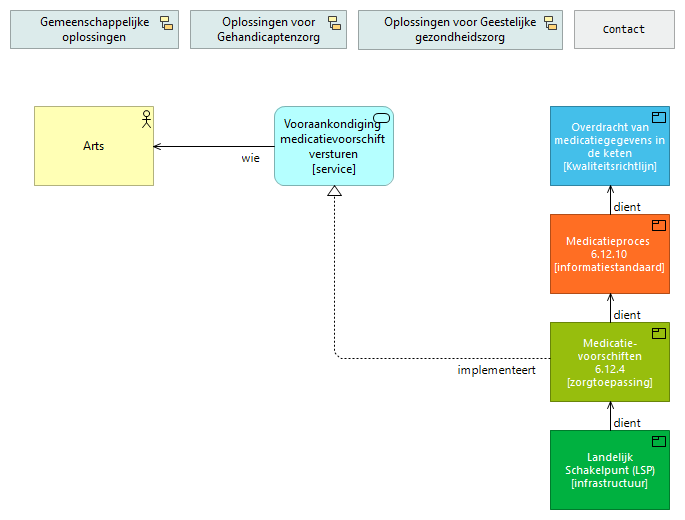 Gemeenschappelijke
oplossingen
Oplossingen voor
Gehandicaptenzorg
Oplossingen voor Geestelijke
gezondheidszorg
Contact
Arts
wie
Vooraankondiging
medicatievoorschift
versturen
[service]
Overdracht van
medicatiegegevens in
de keten
[Kwaliteitsrichtlijn]
dient
Medicatieproces
6.12.10
[informatiestandaard]
dient
implementeert
Medicatie-
voorschiften
6.12.4
[zorgtoepassing]
dient
Landelijk
Schakelpunt (LSP)
[infrastructuur]